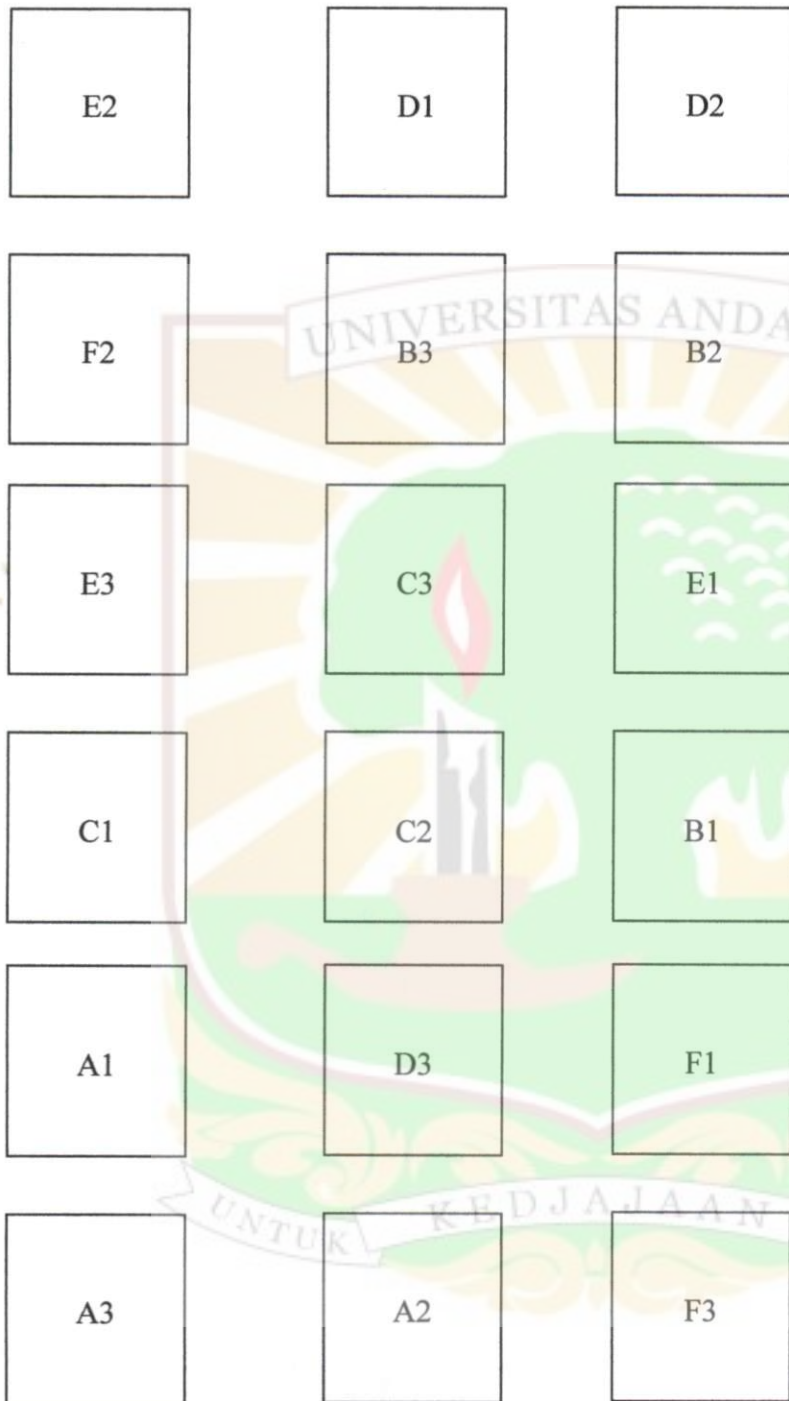 E2 D1 D2
UNIVERSITAS ANDA
F2 B3 B2
E3 C3 E1
C1 C2 B1
A1 D3 F1
UNTUK KEDJAJAAN
A3 A2 F3